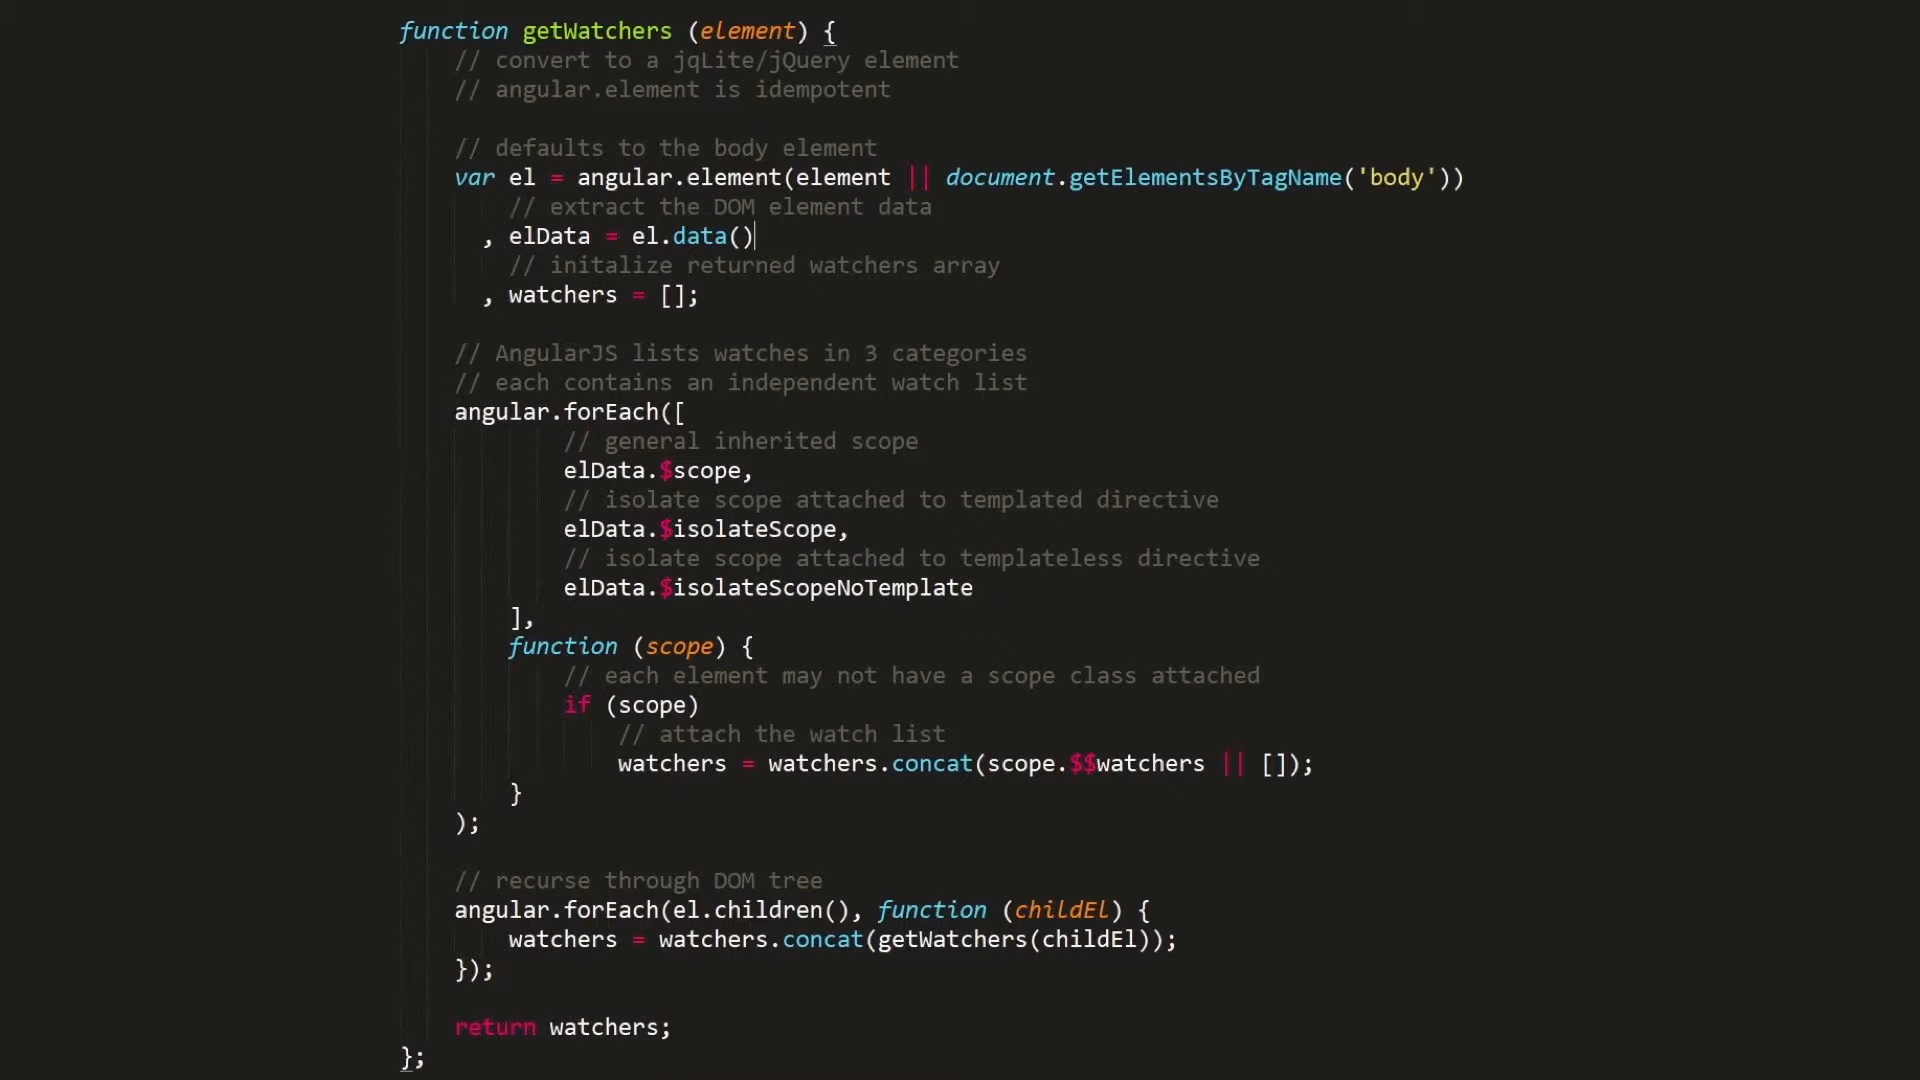 function getWatchers (element) {
// convert to a jqLite/jQuery element
// angular.element is idempotent
// defaults to the body element
var el = angular.element(element || document.getElementsByTagName('body'))
// extract the DOM element data
, elData = el.data()
// initalize returned watchers array
, watchers = [];
// AngularJS lists watches in 3 categories
// each contains an independent watch list
angular.forEach([
// general inherited scope
elData.$scope,
// isolate scope attached to templated directive
elData.$isolateScope,
// isolate scope attached to templateless directive
elData.$isolateScopeNoTemplate
],
function (scope) {
// each element may not have a scope class attached
if (scope)
// attach the watch list
watchers = watchers.concat(scope.$$watchers || []);
}
);
// recurse through DOM tree
angular.forEach(el.children(), function (childEl) {
watchers = watchers.concat(getWatchers(childEl));
});
return watchers;
};